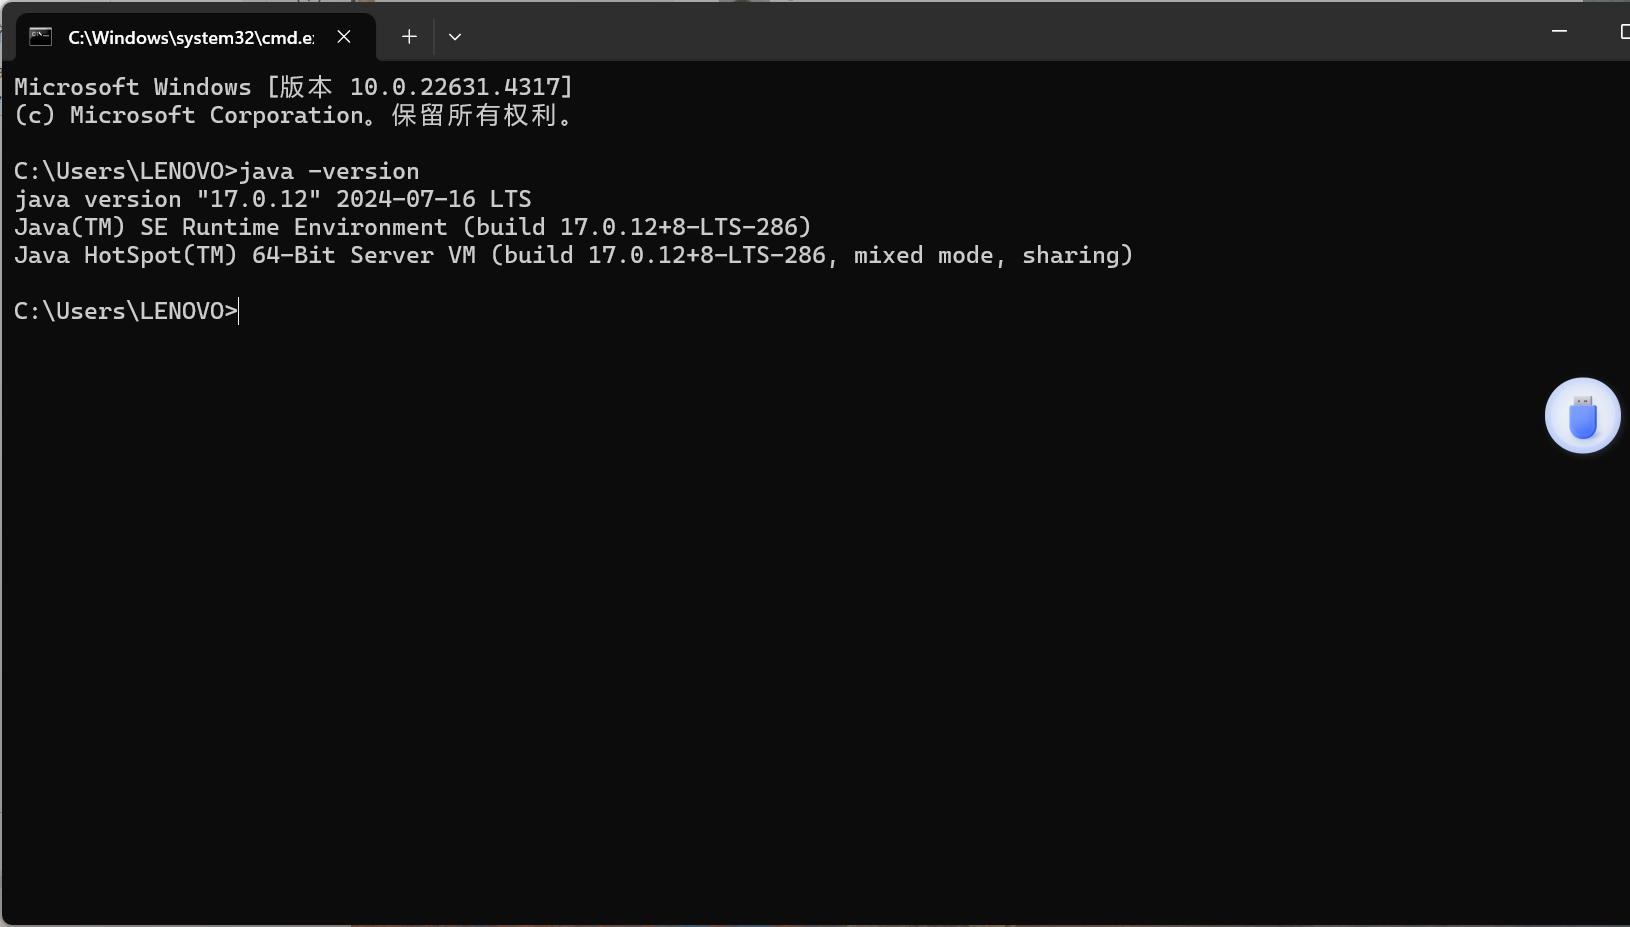 C:\Windows\system32\cmd.e
Microsoft Windows [版本 10.0.22631.4317]
(c) Microsoft Corporation。保留所有权利。
C:\Users\LENOVO>java -version
java version "17.0.12" 2024-07-16 LTS
Java(TM) SE Runtime Environment (build 17.0.12+8-LTS-286)
Java HotSpot(TM) 64-Bit Server VM (build 17.0.12+8-LTS-286, mixed mode, sharing)
C:\Users\LENOVO>